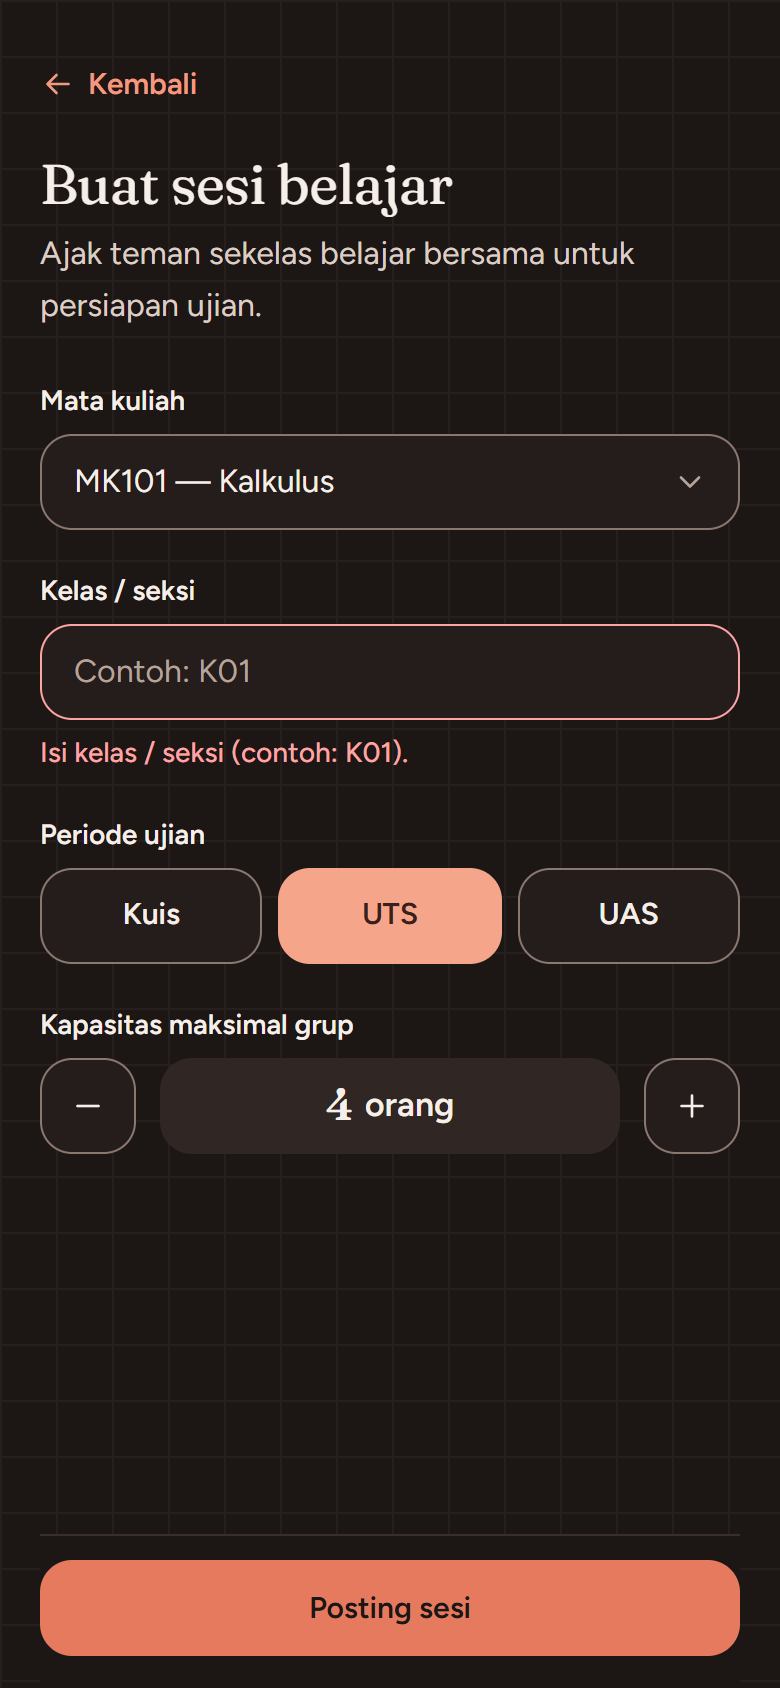 Kembali
Buat sesi belajar
Ajak teman sekelas belajar bersama untuk
persiapan ujian.
Mata kuliah
MK101 — Kalkulus
Kelas / seksi
Contoh: K01
Isi kelas / seksi (contoh: K01).
Periode ujian
Kuis UTS UAS
Kapasitas maksimal grup
− 4 orang +
Posting sesi